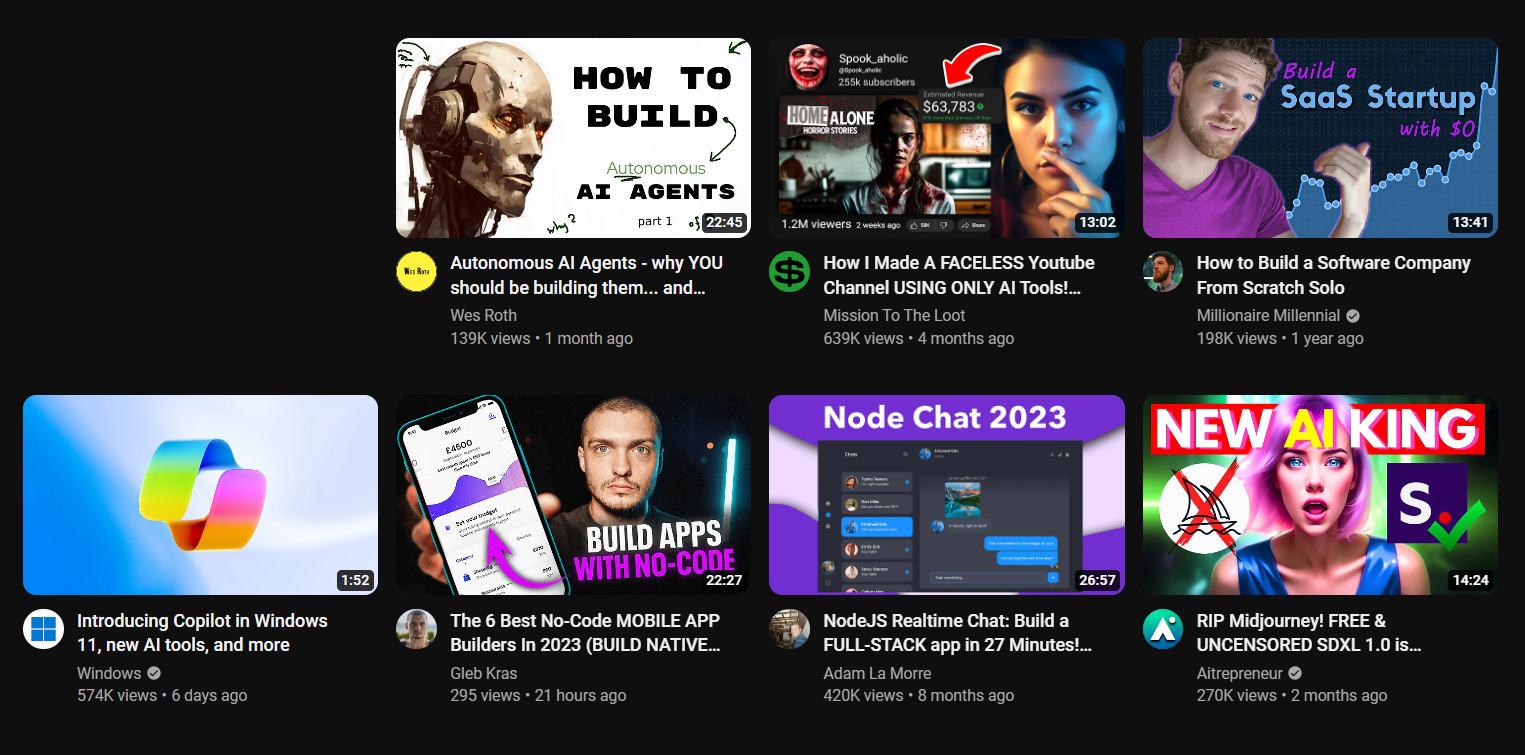 HOW TO
BUILD
Autonomous
AI AGENTS
why?
part 1
22:45
Wes Roth
Autonomous AI Agents - why YOU
should be building them... and...
Wes Roth
139K views • 1 month ago
Spook_aholic
@Spook_aholic
255k subscribers
Estimated Revenue
$63,783
HOME ALONE
HORROR STORIES
1.2M viewers 2 weeks ago 58K Share
13:02
How I Made A FACELESS Youtube
Channel USING ONLY AI Tools!...
Mission To The Loot
639K views • 4 months ago
Build a
SaaS Startup
with $0
13:41
How to Build a Software Company
From Scratch Solo
Millionaire Millennial
198K views • 1 year ago
1:52
Introducing Copilot in Windows
11, new AI tools, and more
Windows
574K views • 6 days ago
Budget
£4500
Set your budget
BUILD APPS
WITH NO-CODE
22:27
The 6 Best No-Code MOBILE APP
Builders In 2023 (BUILD NATIVE...
Gleb Kras
295 views • 21 hours ago
Node Chat 2023
Chats
Type something...
26:57
NodeJS Realtime Chat: Build a
FULL-STACK app in 27 Minutes!...
Adam La Morre
420K views • 8 months ago
NEW AI KING
S.
14:24
RIP Midjourney! FREE &
UNCENSORED SDXL 1.0 is...
Aitrepreneur
270K views • 2 months ago